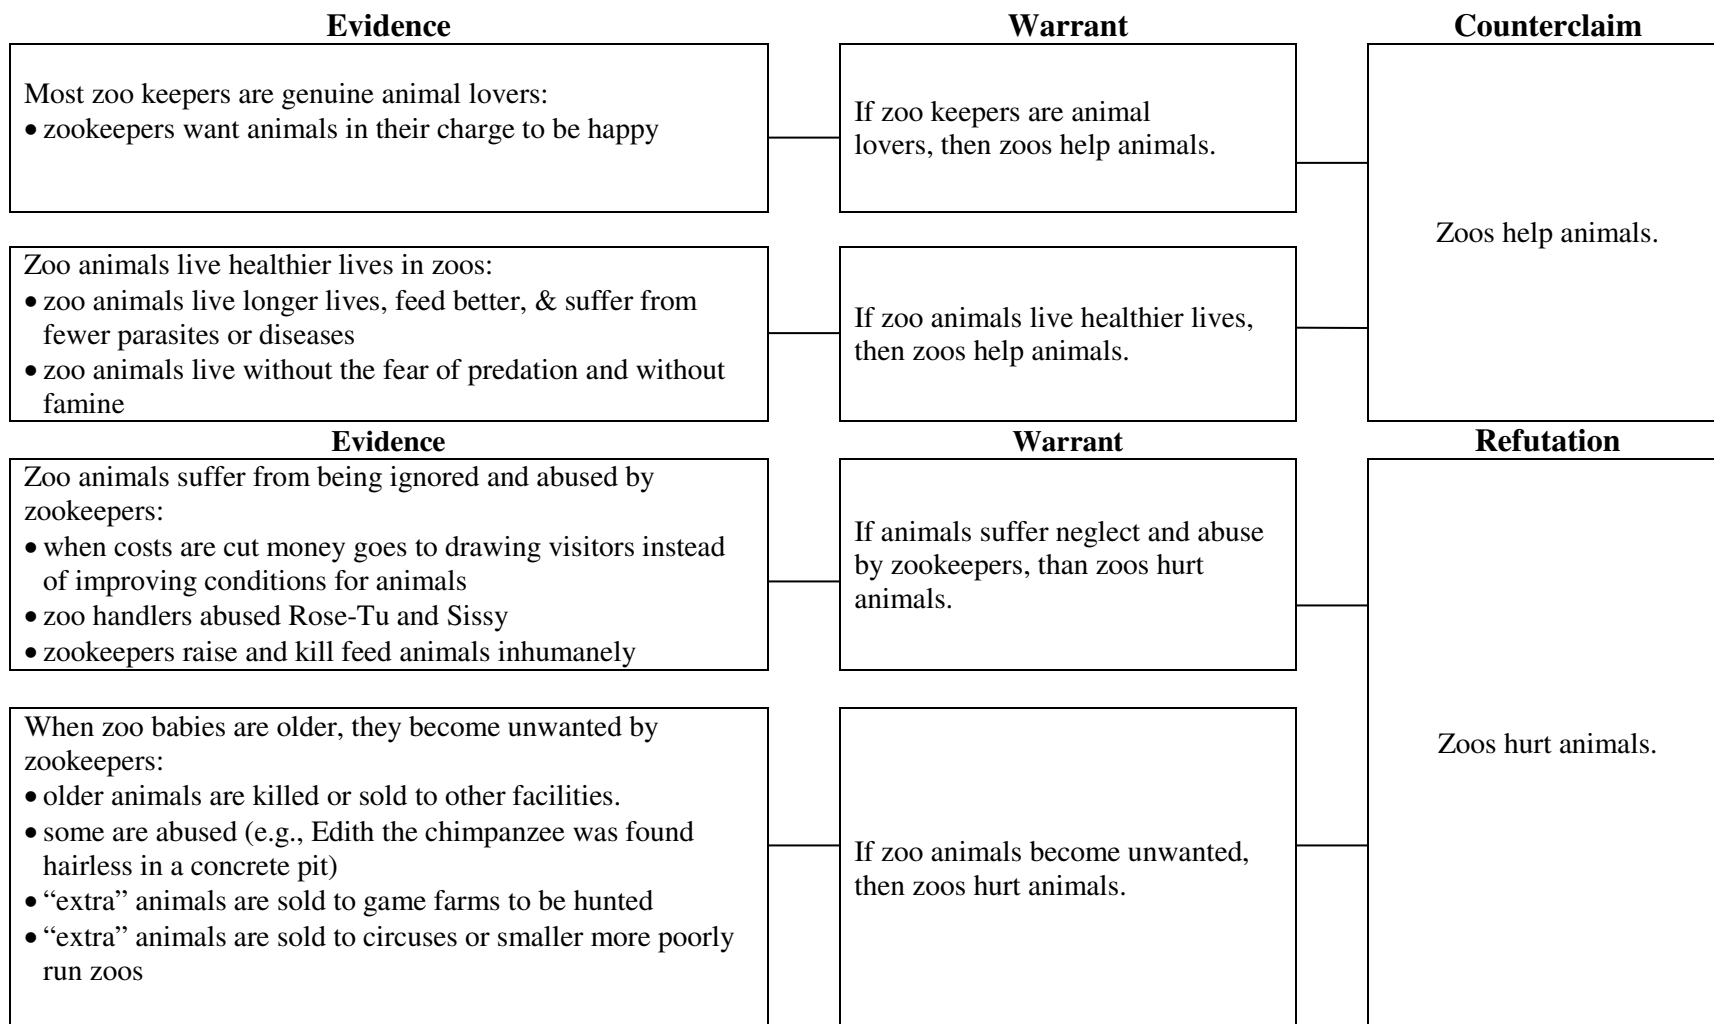 Evidence
Warrant
Counterclaim
Most zoo keepers are genuine animal lovers:
• zookeepers want animals in their charge to be happy
If zoo keepers are animal
lovers, then zoos help animals.
Zoos help animals.
Zoo animals live healthier lives in zoos:
• zoo animals live longer lives, feed better, & suffer from
fewer parasites or diseases
• zoo animals live without the fear of predation and without
famine
If zoo animals live healthier lives,
then zoos help animals.
Evidence
Warrant
Refutation
Zoo animals suffer from being ignored and abused by
zookeepers:
• when costs are cut money goes to drawing visitors instead
of improving conditions for animals
• zoo handlers abused Rose-Tu and Sissy
• zookeepers raise and kill feed animals inhumanely
If animals suffer neglect and abuse
by zookeepers, than zoos hurt
animals.
Zoos hurt animals.
When zoo babies are older, they become unwanted by
zookeepers:
• older animals are killed or sold to other facilities.
• some are abused (e.g., Edith the chimpanzee was found
hairless in a concrete pit)
• “extra” animals are sold to game farms to be hunted
• “extra” animals are sold to circuses or smaller more poorly
run zoos
If zoo animals become unwanted,
then zoos hurt animals.